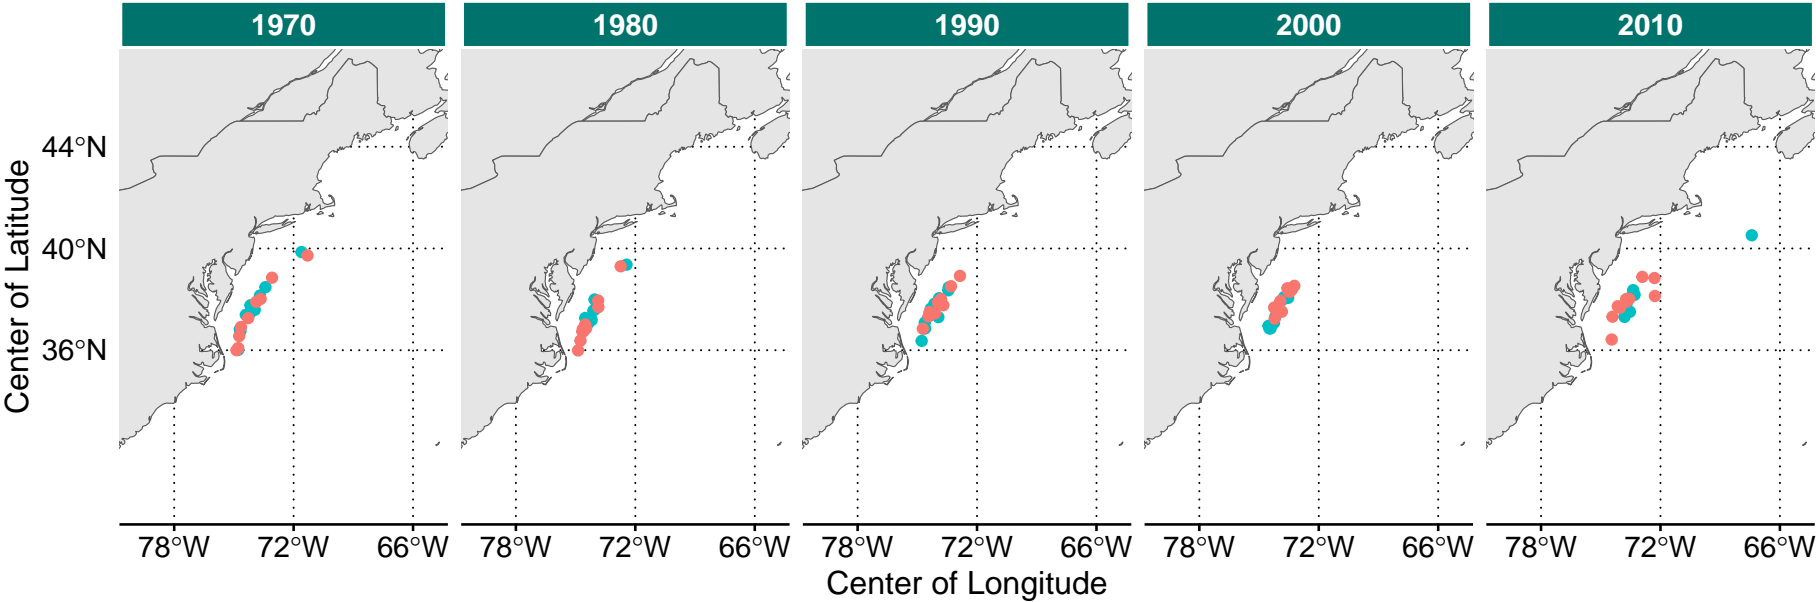 1970 1980 1990 2000 2010
44°N
40°N
36°N
Center of Latitude
78°W 72°W 66°W 78°W 72°W 66°W 78°W 72°W 66°W 78°W 72°W 66°W 78°W 72°W 66°W
Center of Longitude